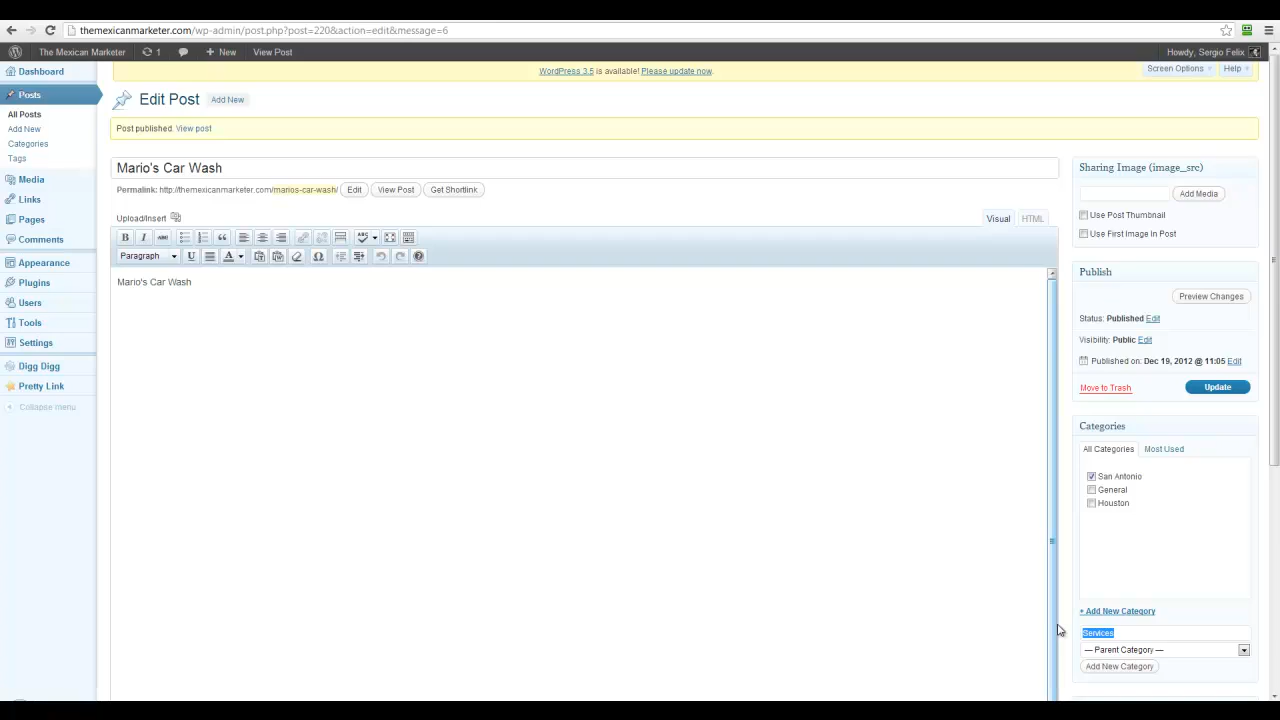 themexicanmarketer.com/wp-admin/post.php?post=220&action=edit&message=6
The Mexican Marketer 1 + New View Post Howdy, Sergio Felix
Dashboard
Posts
All Posts
Add New
Categories
Tags
Media
Links
Pages
Comments
Appearance
Plugins
Users
Tools
Settings
Digg Digg
Pretty Link
Collapse menu
WordPress 3.5 is available! Please update now.
Screen Options Help
Edit Post Add New
Post published. View post
Mario's Car Wash
Permalink: http://themexicanmarketer.com/marios-car-wash/ Edit View Post Get Shortlink
Upload/Insert Visual HTML
B I ABC ABC
Paragraph U A Ω
Mario's Car Wash
Sharing Image (image_src)
Add Media
Use Post Thumbnail
Use First Image In Post
Publish
Preview Changes
Status: Published Edit
Visibility: Public Edit
Published on: Dec 19, 2012 @ 11:05 Edit
Move to Trash Update
Categories
All Categories Most Used
San Antonio
General
Houston
+ Add New Category
Services
— Parent Category —
Add New Category